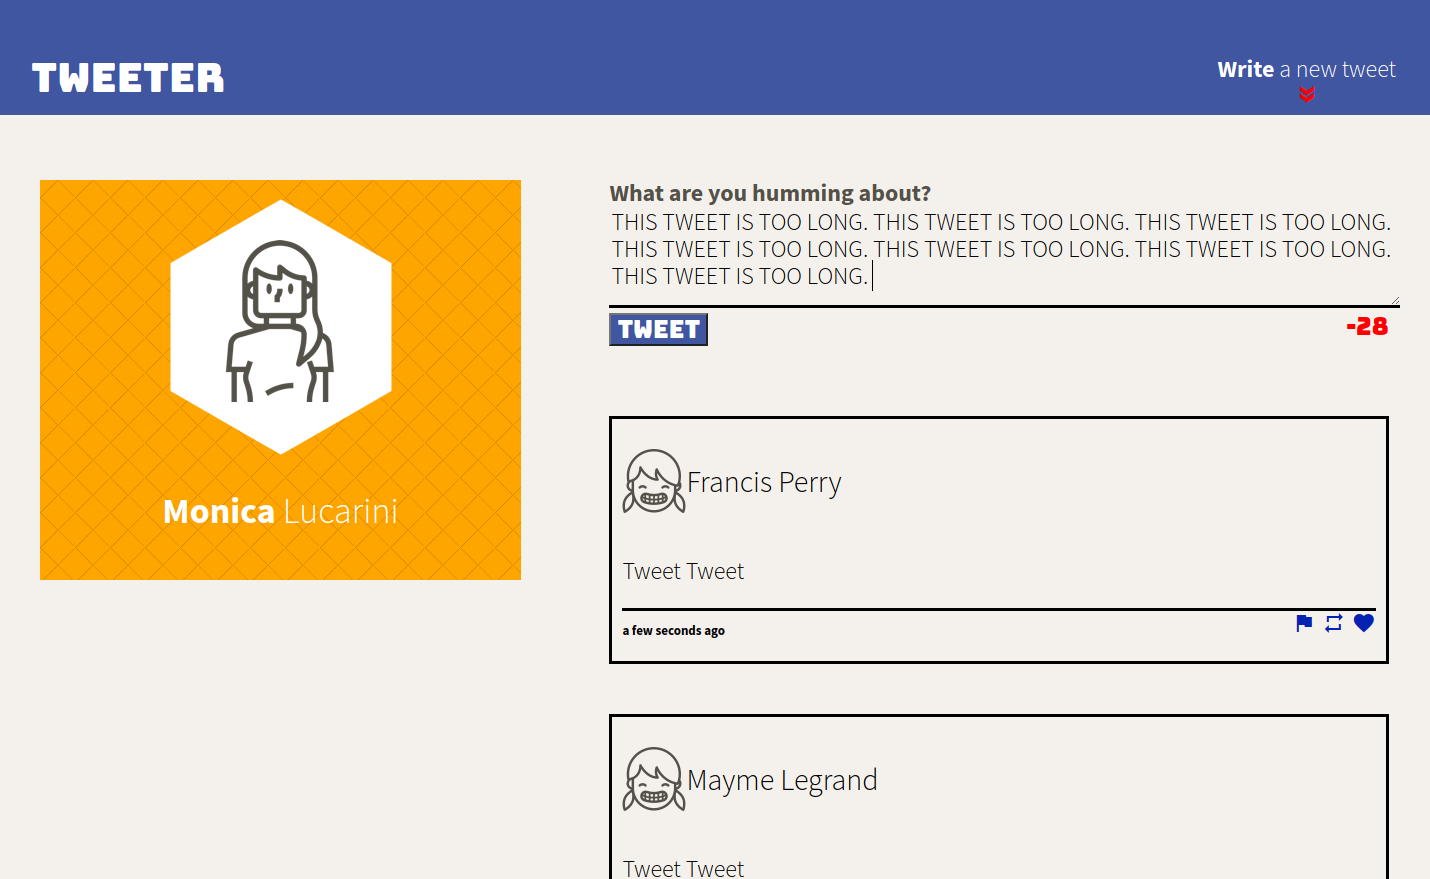 TWEETER
Write a new tweet
Monica Lucarini
What are you humming about?
THIS TWEET IS TOO LONG. THIS TWEET IS TOO LONG. THIS TWEET IS TOO LONG.
THIS TWEET IS TOO LONG. THIS TWEET IS TOO LONG. THIS TWEET IS TOO LONG.
THIS TWEET IS TOO LONG.
TWEET
-28
Francis Perry
Tweet Tweet
a few seconds ago
Mayme Legrand
Tweet Tweet